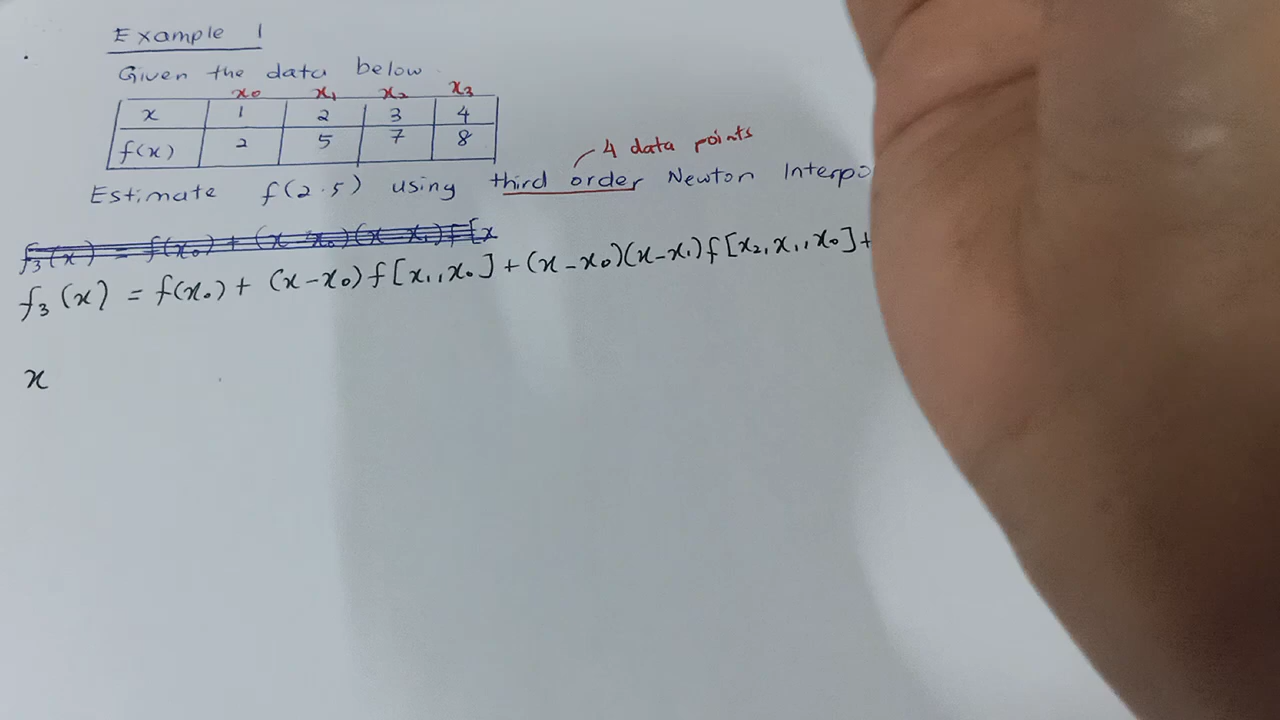 Example 1
Given the data below
x₀ x₁ x₂ x₃
x 1 2 3 4
f(x) 2 5 7 8
4 data points
Estimate f(2.5) using third order Newton
f₃(x) = f(x₀) + (x-x₀)(x-x₁)f[x
f₃(x) = f(x₀) + (x-x₀)f[x₁,x₀] + (x-x₀)(x-x₁)f[x₂,x₁,x₀] +
x